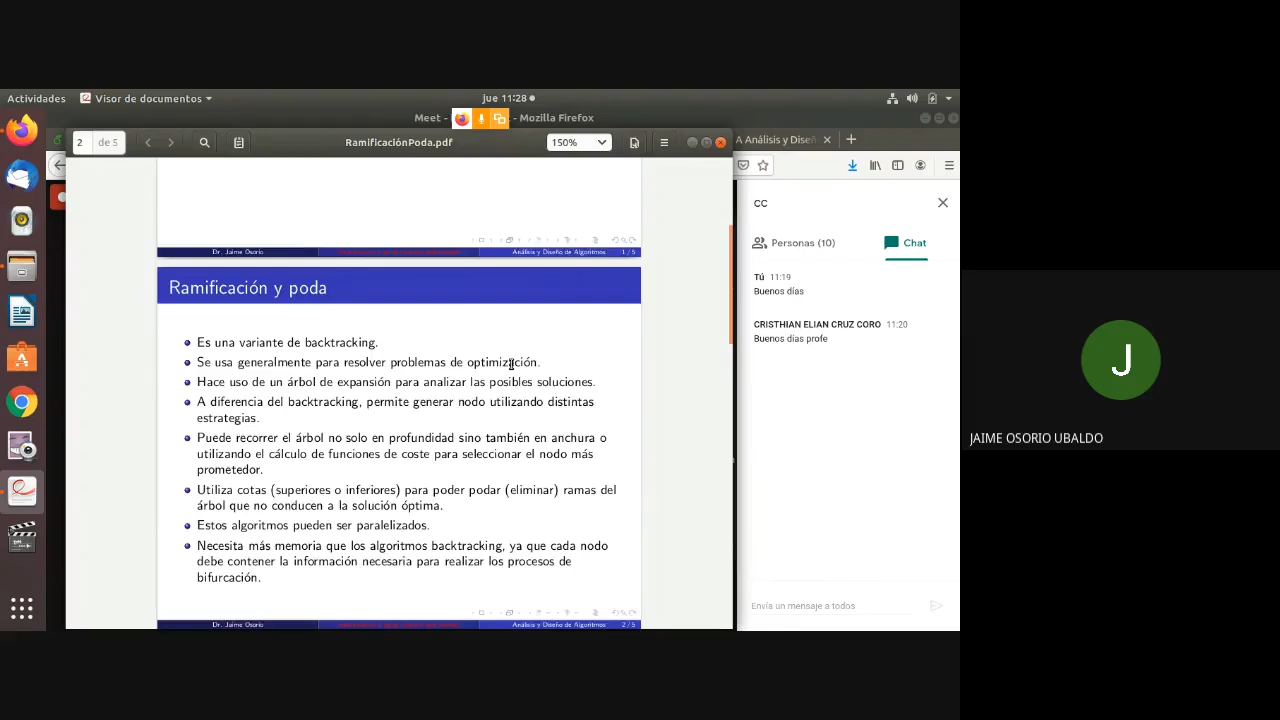 Actividades
Visor de documentos
jue 11:28
Meet -
- Mozilla Firefox
2
de 5
RamificaciónPoda.pdf
150%
A Análisis y Dise
Dr. Jaime Osorio
Análisis y Diseño de Algoritmos
1 / 5
Ramificación y poda
Es una variante de backtracking.
Se usa generalmente para resolver problemas de optimización.
Hace uso de un árbol de expansión para analizar las posibles soluciones.
A diferencia del backtracking, permite generar nodo utilizando distintas
estrategias.
Puede recorrer el árbol no solo en profundidad sino también en anchura o
utilizando el cálculo de funciones de coste para seleccionar el nodo más
prometedor.
Utiliza cotas (superiores o inferiores) para poder podar (eliminar) ramas del
árbol que no conducen a la solución óptima.
Estos algoritmos pueden ser paralelizados.
Necesita más memoria que los algoritmos backtracking, ya que cada nodo
debe contener la información necesaria para realizar los procesos de
bifurcación.
Dr. Jaime Osorio
Análisis y Diseño de Algoritmos
2 / 5
CC
Personas (10)
Chat
Tú 11:19
Buenos días
CRISTHIAN ELIAN CRUZ CORO 11:20
Buenos días profe
Envía un mensaje a todos
J
JAIME OSORIO UBALDO